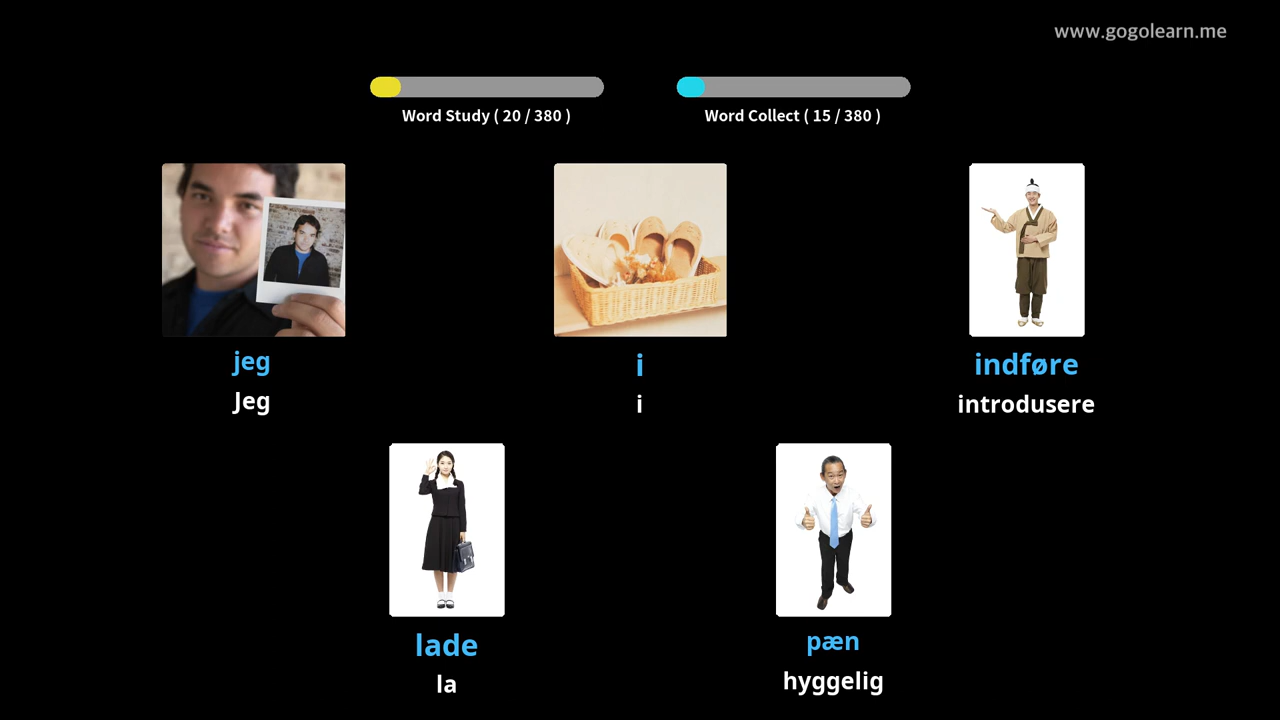 www.gogolearn.me
Word Study ( 20 / 380 )
Word Collect ( 15 / 380 )
jeg
Jeg
i
i
indføre
introdusere
lade
la
pæn
hyggelig